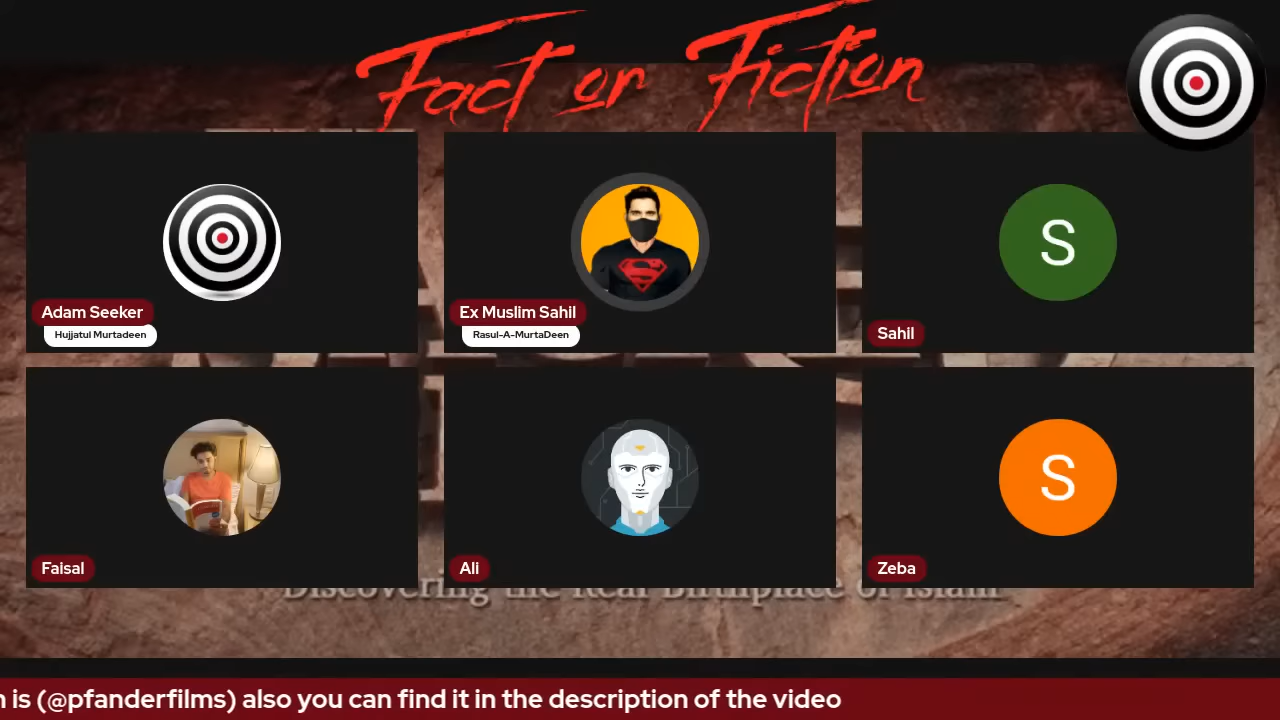 Fact or Fiction
Adam Seeker
Hujjatul Murtadeen
Ex Muslim Sahil
Rasul-A-MurtaDeen
S
Sahil
Faisal
Ali
S
Zeba
Discovering the Real Birthplace of Islam
is (@pfanderfilms) also you can find it in the description of the video